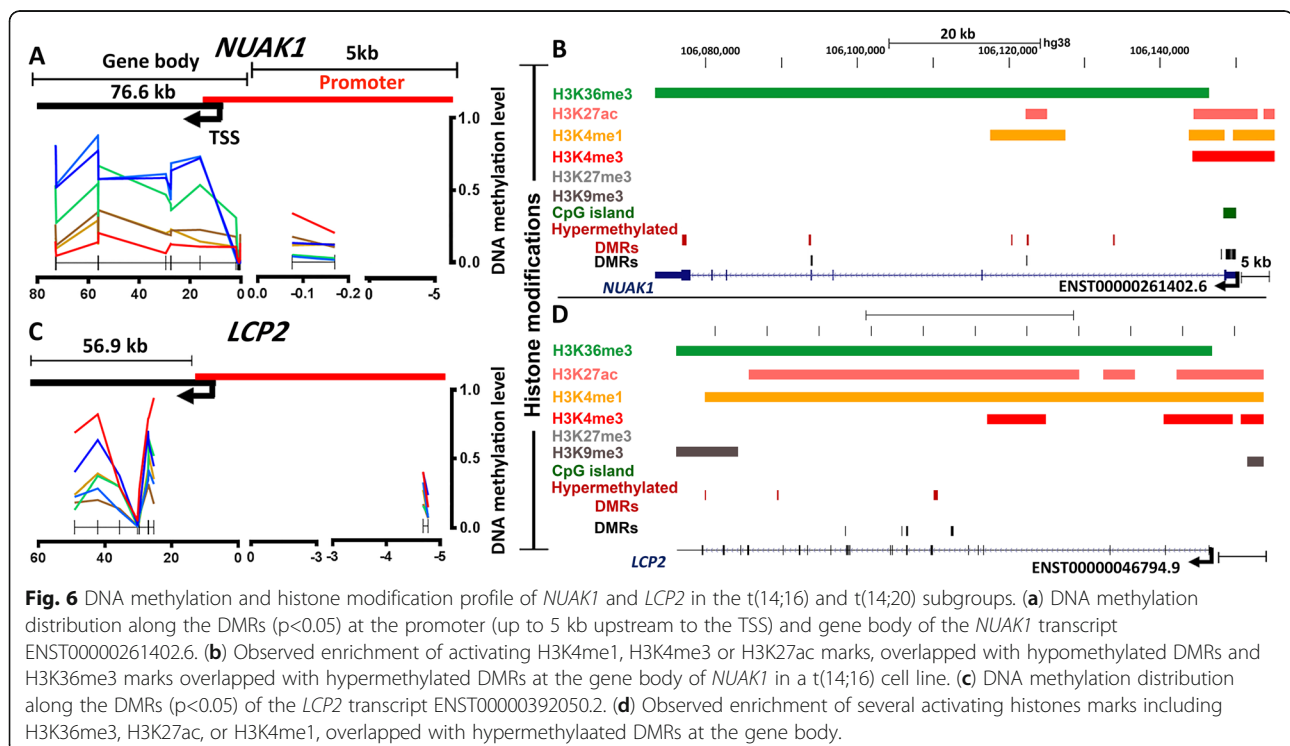 A
NUAK1
5kb
Gene body
Promoter
76.6 kb
TSS
1.0
0.5
0.0
DNA methylation level
80 60 40 20 0 0.0 -0.1 -0.2 0 -5
C
LCP2
56.9 kb
1.0
0.5
0.0
DNA methylation level
60 40 20 0 -3 -3 -4 -5
Histone modifications
B
20 kb
hg38
106,080,000 106,100,000 106,120,000 106,140,000
H3K36me3
H3K27ac
H3K4me1
H3K4me3
H3K27me3
H3K9me3
CpG island
Hypermethylated
DMRs
DMRs
5 kb
NUAK1
ENST00000261402.6
D
H3K36me3
H3K27ac
H3K4me1
H3K4me3
H3K27me3
H3K9me3
CpG island
Hypermethylated
DMRs
DMRs
LCP2
ENST00000046794.9
Fig. 6 DNA methylation and histone modification profile of NUAK1 and LCP2 in the t(14;16) and t(14;20) subgroups. (a) DNA methylation
distribution along the DMRs (p<0.05) at the promoter (up to 5 kb upstream to the TSS) and gene body of the NUAK1 transcript
ENST00000261402.6. (b) Observed enrichment of activating H3K4me1, H3K4me3 or H3K27ac marks, overlapped with hypomethylated DMRs and
H3K36me3 marks overlapped with hypermethylated DMRs at the gene body of NUAK1 in a t(14;16) cell line. (c) DNA methylation distribution
along the DMRs (p<0.05) of the LCP2 transcript ENST00000392050.2. (d) Observed enrichment of several activating histones marks including
H3K36me3, H3K27ac, or H3K4me1, overlapped with hypermethylaated DMRs at the gene body.